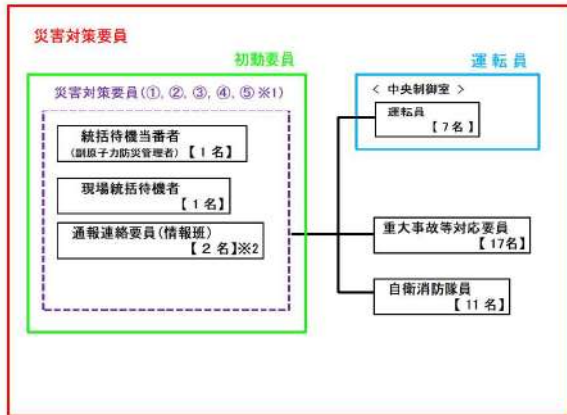 災害対策要員
初動要員
運転員
災害対策要員(①, ②, ③, ④, ⑤ ※1)
統括待機当番者
(副原子力防災管理者) 【1名】
現場統括待機者
【1名】
通報連絡要員(情報班)
【2名】※2
< 中央制御室 >
運転員
【7名】
重大事故等対応要員
【17名】
自衛消防隊員
【11名】